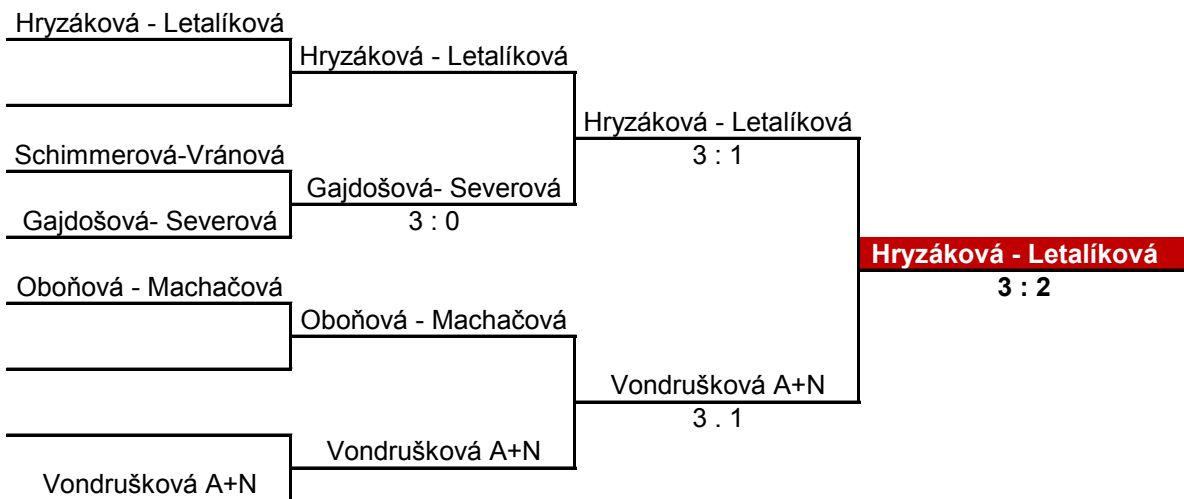 Hryzáková - Letalíková
Hryzáková - Letalíková
Hryzáková - Letalíková
3 : 1
Schimmerová-Vránová
Gajdošová- Severová
Gajdošová- Severová
3 : 0
Hryzáková - Letalíková
3 : 2
Oboňová - Machačová
Oboňová - Machačová
Vondrušková A+N
3 . 1
Vondrušková A+N
Vondrušková A+N